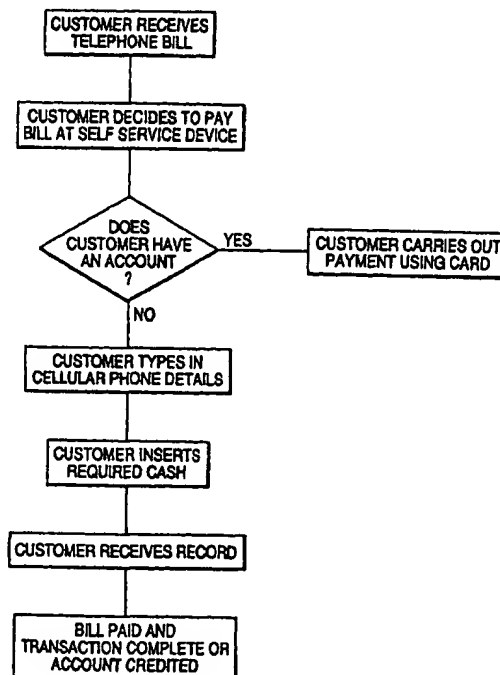 CUSTOMER RECEIVES
TELEPHONE BILL
CUSTOMER DECIDES TO PAY
BILL AT SELF SERVICE DEVICE
DOES
CUSTOMER HAVE
AN ACCOUNT
?
YES
CUSTOMER CARRIES OUT
PAYMENT USING CARD
NO
CUSTOMER TYPES IN
CELLULAR PHONE DETAILS
CUSTOMER INSERTS
REQUIRED CASH
CUSTOMER RECEIVES RECORD
BILL PAID AND
TRANSACTION COMPLETE OR
ACCOUNT CREDITED